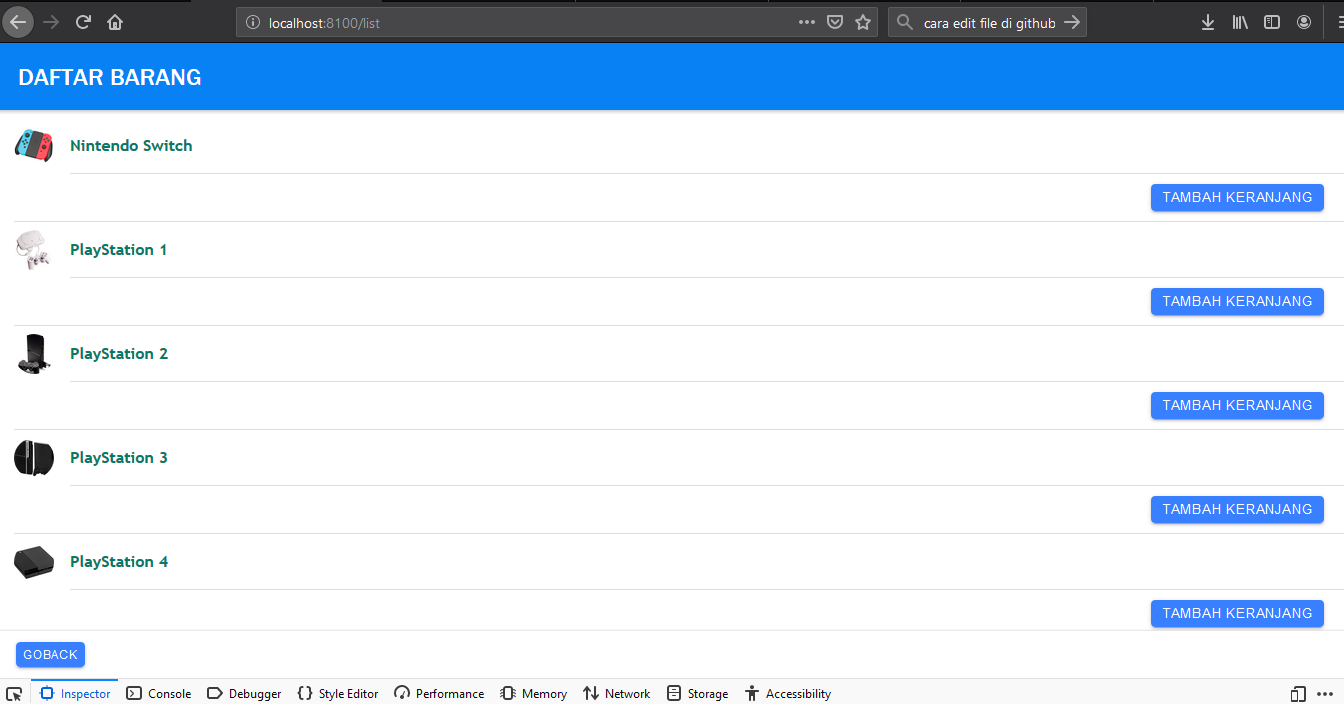 localhost:8100/list
cara edit file di github
DAFTAR BARANG
Nintendo Switch
TAMBAH KERANJANG
PlayStation 1
TAMBAH KERANJANG
PlayStation 2
TAMBAH KERANJANG
PlayStation 3
TAMBAH KERANJANG
PlayStation 4
TAMBAH KERANJANG
GOBACK
Inspector Console Debugger Style Editor Performance Memory Network Storage Accessibility